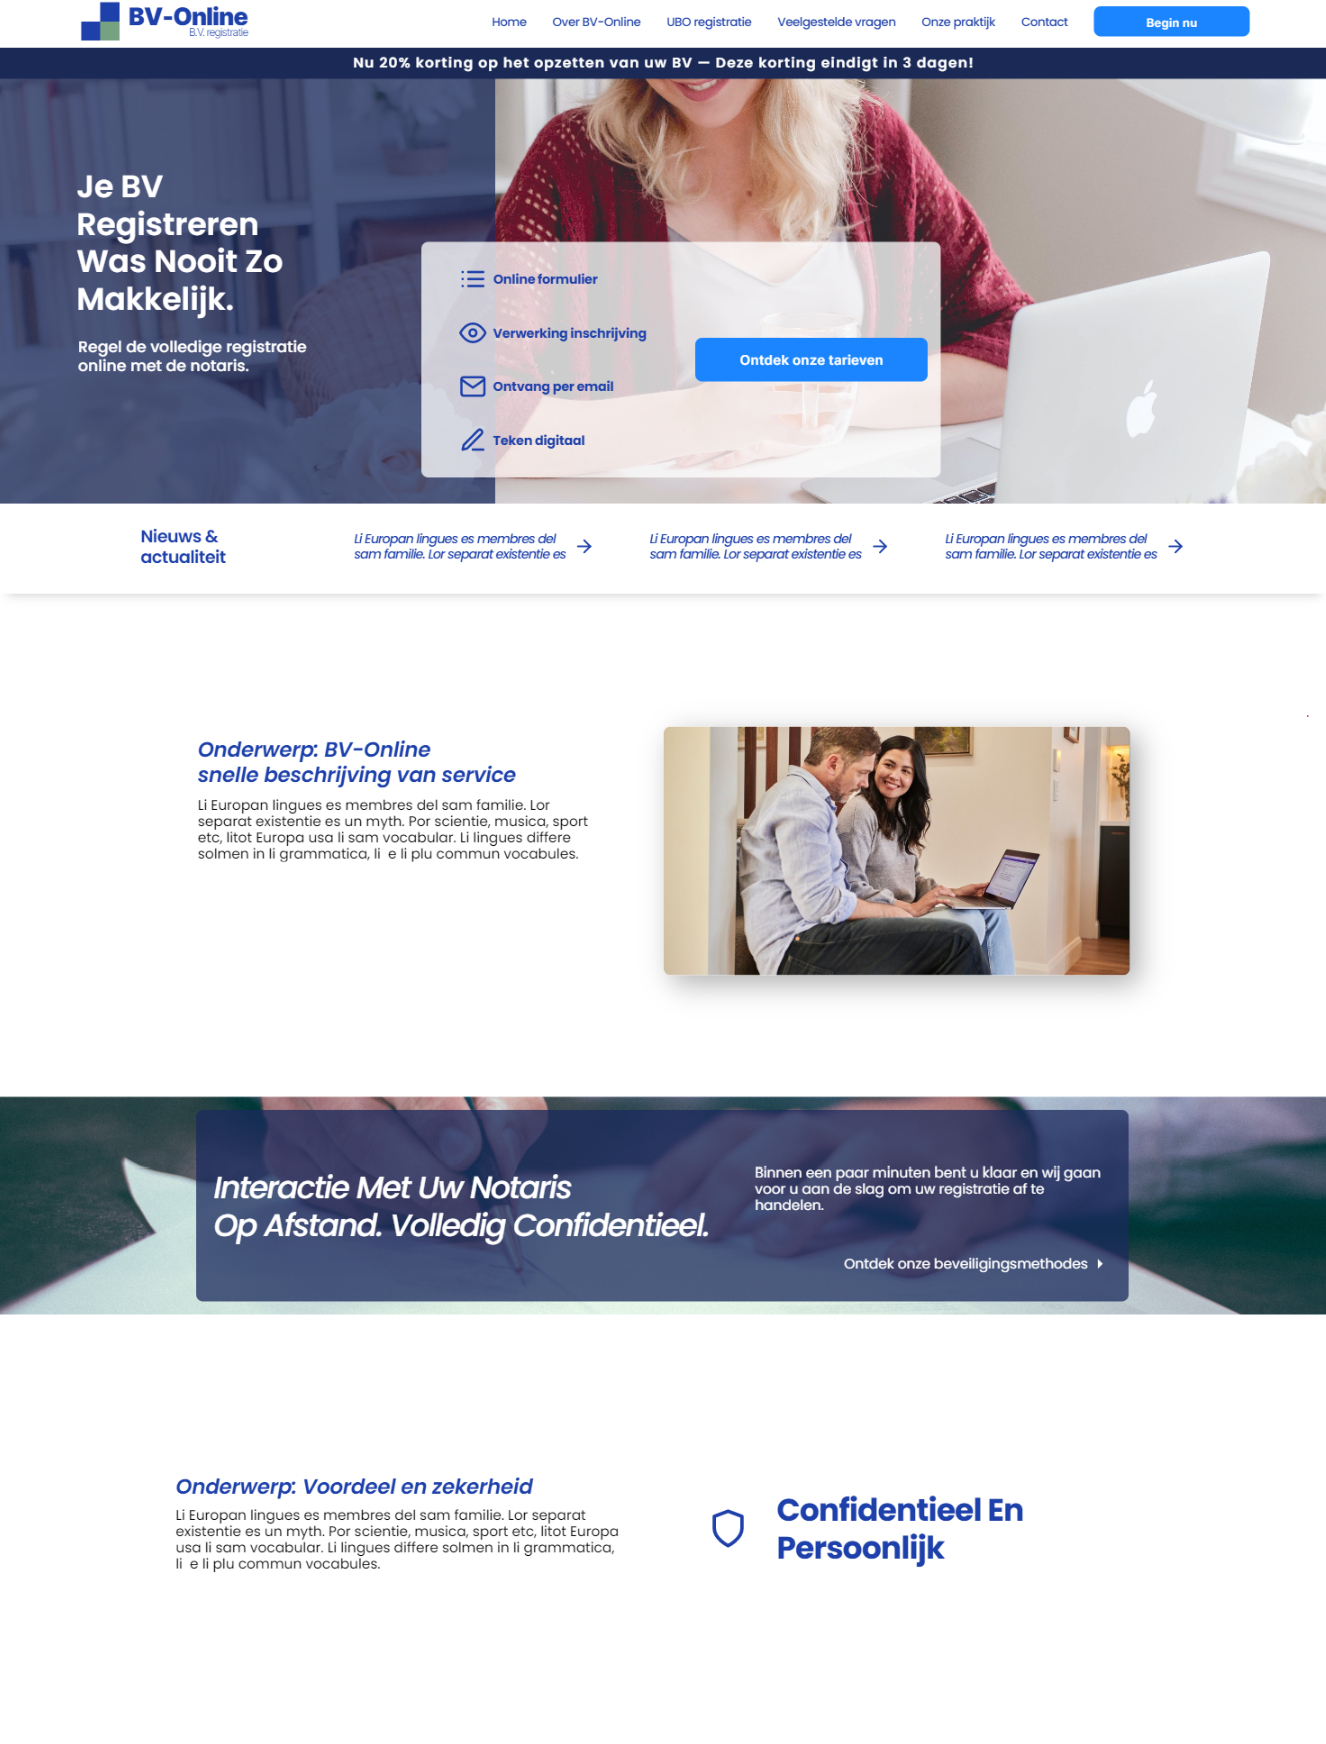 BV-Online
B.V. registratie
Home Over BV-Online UBO registratie Veelgestelde vragen Onze praktijk Contact Begin nu
Nu 20% korting op het opzetten van uw BV — Deze korting eindigt in 3 dagen!
Je BV
Registreren
Was Nooit Zo
Makkelijk.
Regel de volledige registratie
online met de notaris.
Online formulier
Verwerking inschrijving
Ontvang per email
Teken digitaal
Ontdek onze tarieven
Nieuws &
actualiteit
Li Europan lingues es membres del
sam familie. Lor separat existentie es
Li Europan lingues es membres del
sam familie. Lor separat existentie es
Li Europan lingues es membres del
sam familie. Lor separat existentie es
Onderwerp: BV-Online
snelle beschrijving van service
Li Europan lingues es membres del sam familie. Lor
separat existentie es un myth. Por scientie, musica, sport
etc, litot Europa usa li sam vocabular. Li lingues differe
solmen in li grammatica, li  e li plu commun vocabules.
Interactie Met Uw Notaris
Op Afstand. Volledig Confidentieel.
Binnen een paar minuten bent u klaar en wij gaan
voor u aan de slag om uw registratie af te
handelen.
Ontdek onze beveiligingsmethodes
Onderwerp: Voordeel en zekerheid
Li Europan lingues es membres del sam familie. Lor separat
existentie es un myth. Por scientie, musica, sport etc, litot Europa
usa li sam vocabular. Li lingues differe solmen in li grammatica,
li  e li plu commun vocabules.
Confidentieel En
Persoonlijk